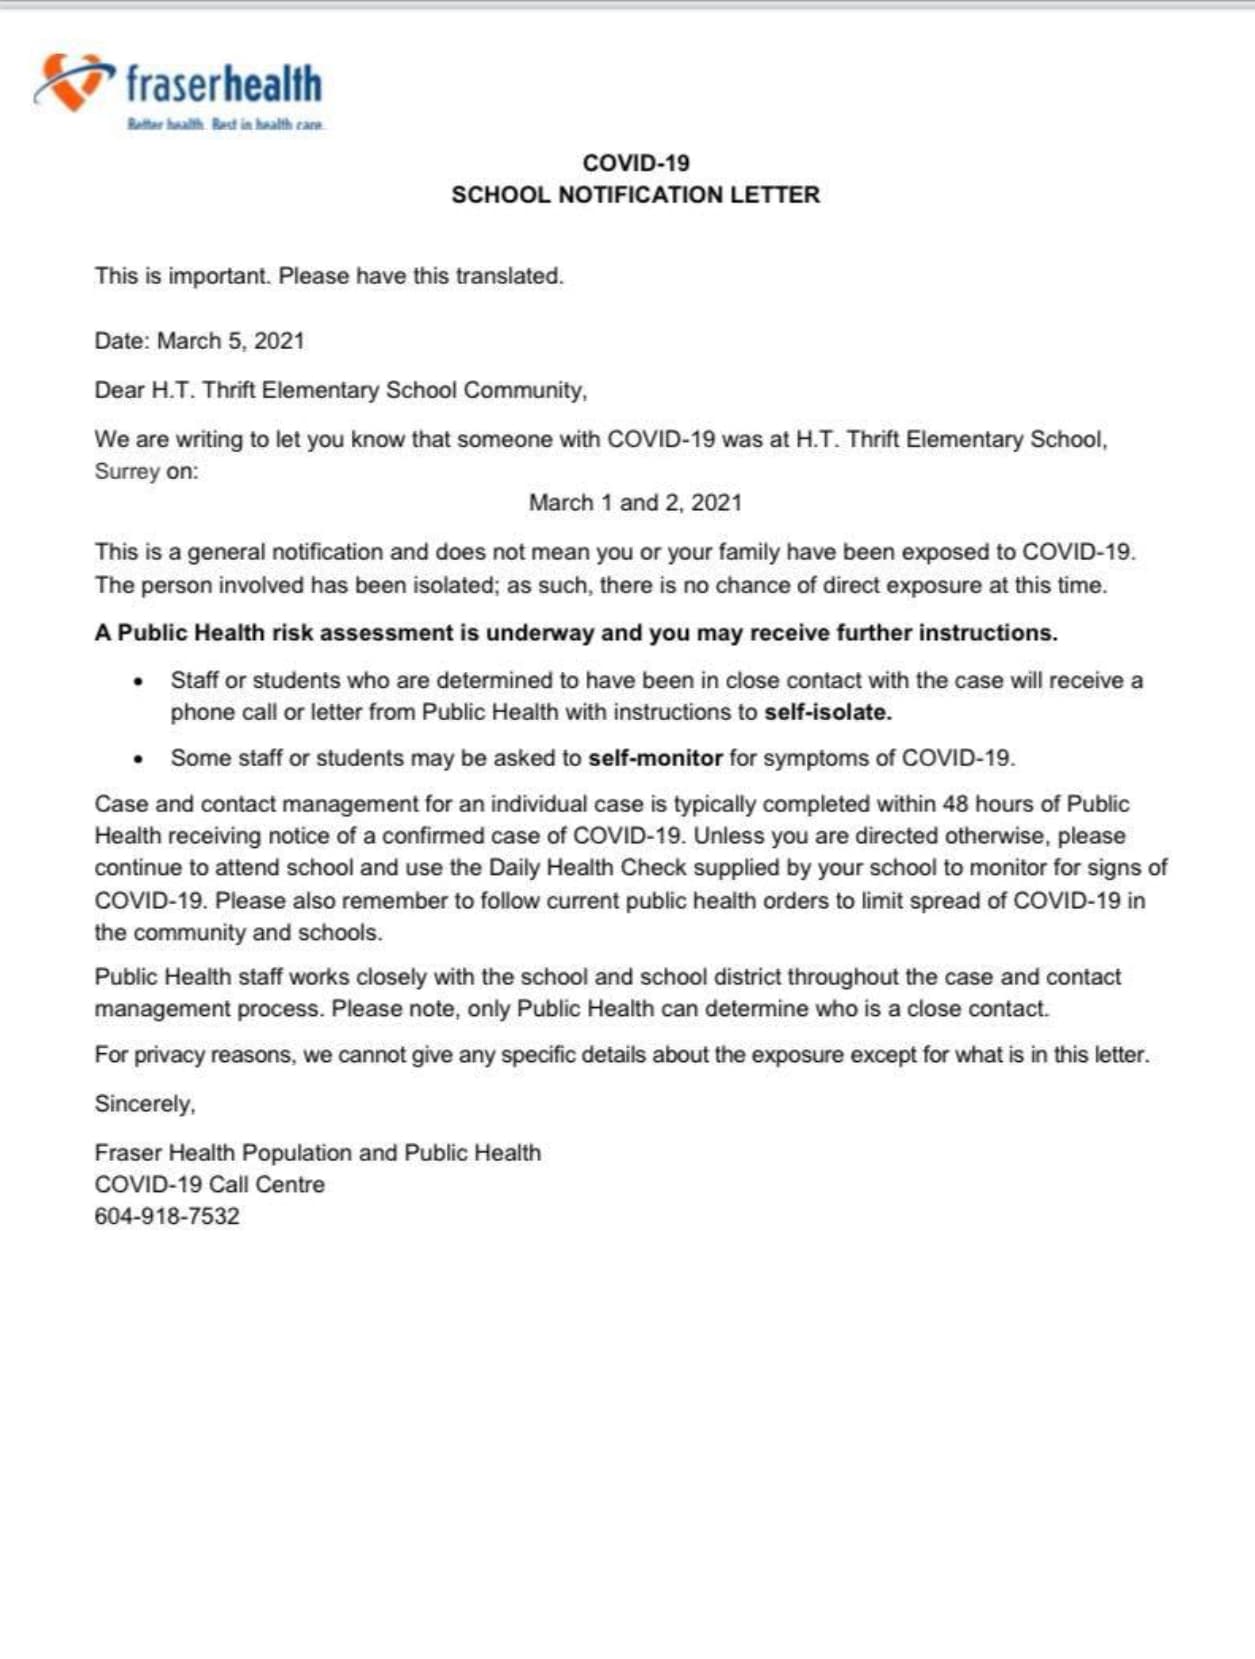 fraserhealth
Better health. Best in health care.
COVID-19
SCHOOL NOTIFICATION LETTER
This is important. Please have this translated.
Date: March 5, 2021
Dear H.T. Thrift Elementary School Community,
We are writing to let you know that someone with COVID-19 was at H.T. Thrift Elementary School,
Surrey on:
March 1 and 2, 2021
This is a general notification and does not mean you or your family have been exposed to COVID-19.
The person involved has been isolated; as such, there is no chance of direct exposure at this time.
A Public Health risk assessment is underway and you may receive further instructions.
• Staff or students who are determined to have been in close contact with the case will receive a
phone call or letter from Public Health with instructions to self-isolate.
• Some staff or students may be asked to self-monitor for symptoms of COVID-19.
Case and contact management for an individual case is typically completed within 48 hours of Public
Health receiving notice of a confirmed case of COVID-19. Unless you are directed otherwise, please
continue to attend school and use the Daily Health Check supplied by your school to monitor for signs of
COVID-19. Please also remember to follow current public health orders to limit spread of COVID-19 in
the community and schools.
Public Health staff works closely with the school and school district throughout the case and contact
management process. Please note, only Public Health can determine who is a close contact.
For privacy reasons, we cannot give any specific details about the exposure except for what is in this letter.
Sincerely,
Fraser Health Population and Public Health
COVID-19 Call Centre
604-918-7532